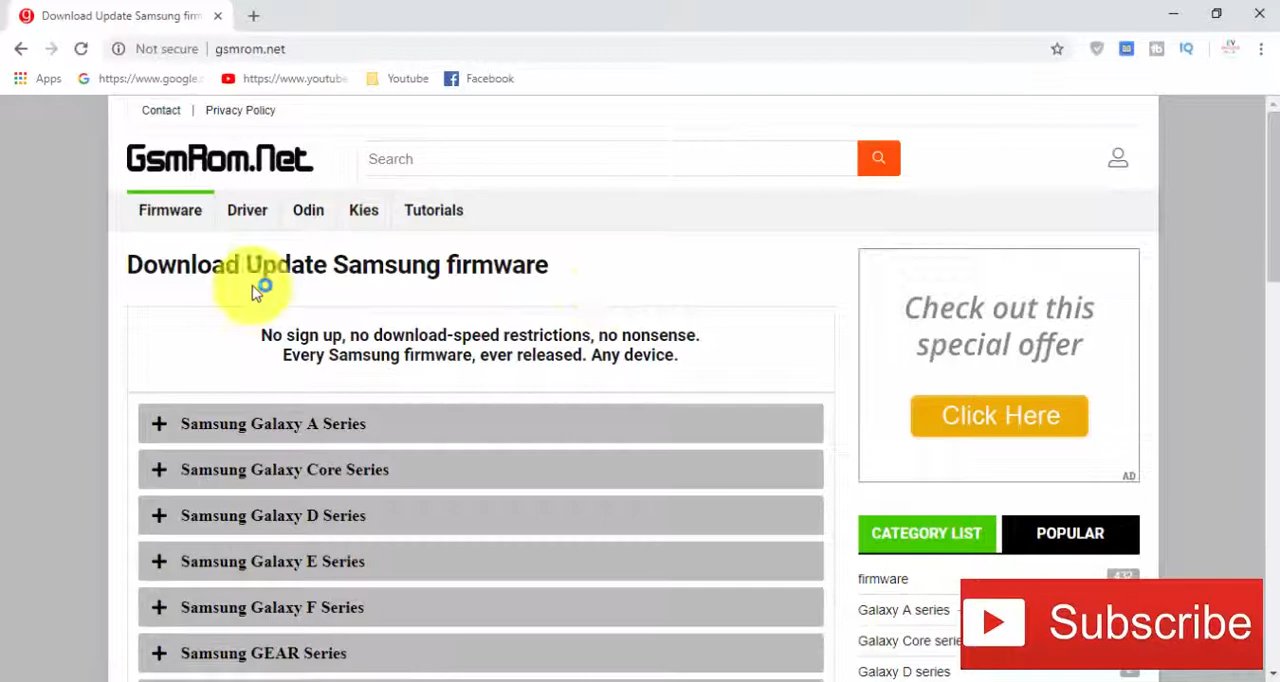 Download Update Samsung firm
Not secure | gsmrom.net
Apps
https://www.google.
https://www.youtube
Youtube
Facebook
Contact | Privacy Policy
GsmRom.Net
Search
Firmware
Driver
Odin
Kies
Tutorials
Download Update Samsung firmware
No sign up, no download-speed restrictions, no nonsense.
Every Samsung firmware, ever released. Any device.
Samsung Galaxy A Series
Samsung Galaxy Core Series
Samsung Galaxy D Series
Samsung Galaxy E Series
Samsung Galaxy F Series
Samsung GEAR Series
Check out this
special offer
Click Here
AD
CATEGORY LIST
POPULAR
firmware
Galaxy A series
Galaxy Core serie
Galaxy D series
Subscribe